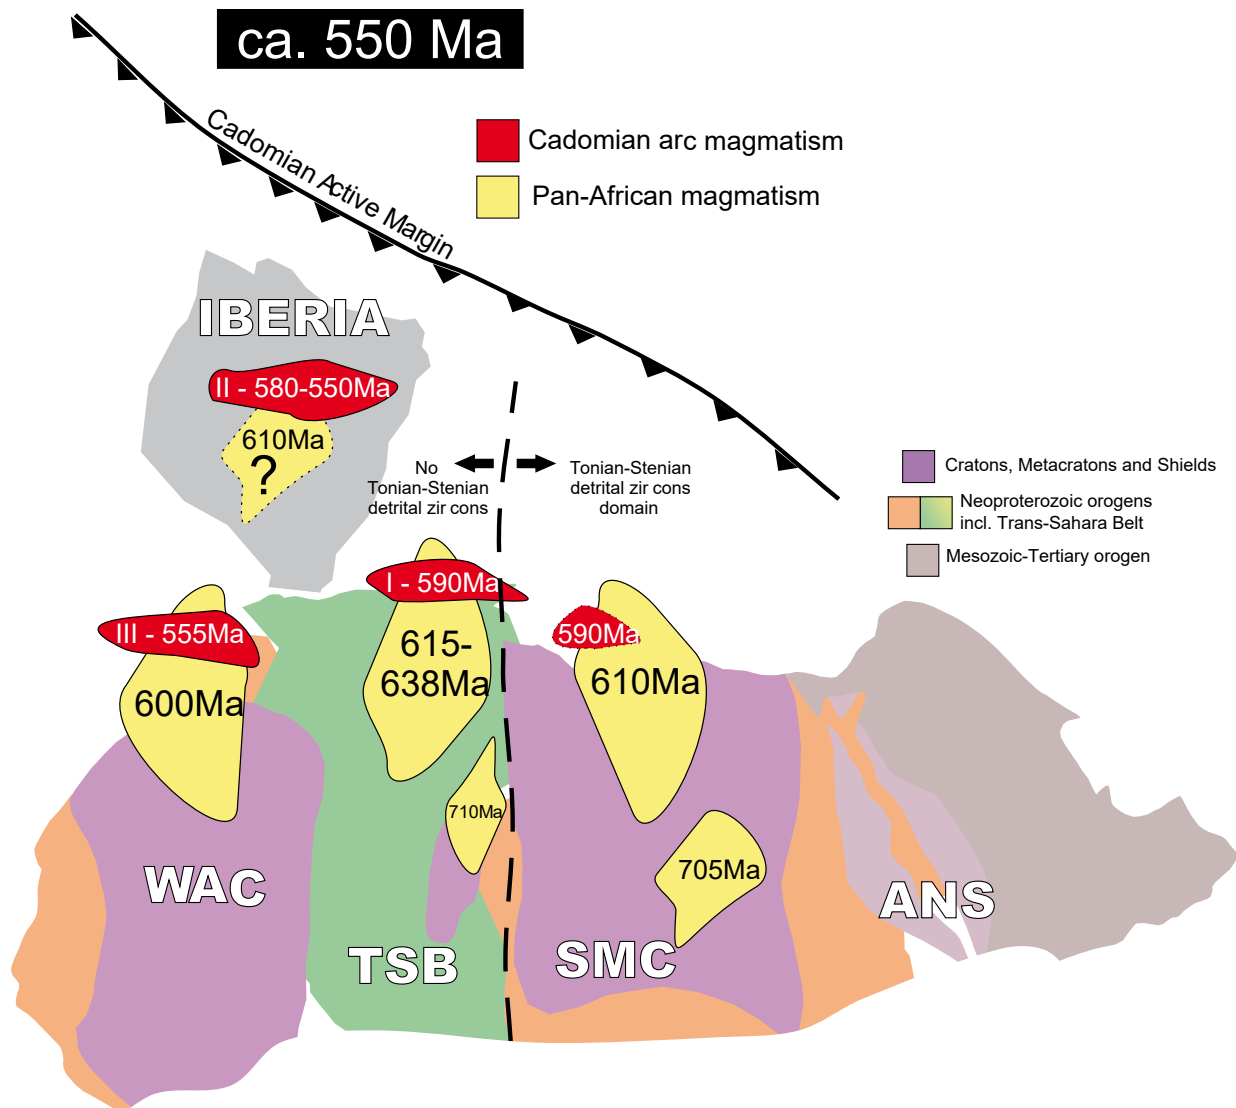 ca. 550 Ma
Cadomian Active Margin
Cadomian arc magmatism
Pan-African magmatism
IBERIA
II - 580-550Ma
610Ma
?
No
Tonian-Stenian
detrital zir cons
Tonian-Stenian
detrital zir cons
domain
Cratons, Metacratons and Shields
Neoproterozoic orogens
incl. Trans-Sahara Belt
Mesozoic-Tertiary orogen
I - 590Ma
III - 555Ma
590Ma
615-
638Ma
610Ma
600Ma
710Ma
705Ma
WAC
ANS
TSB
SMC